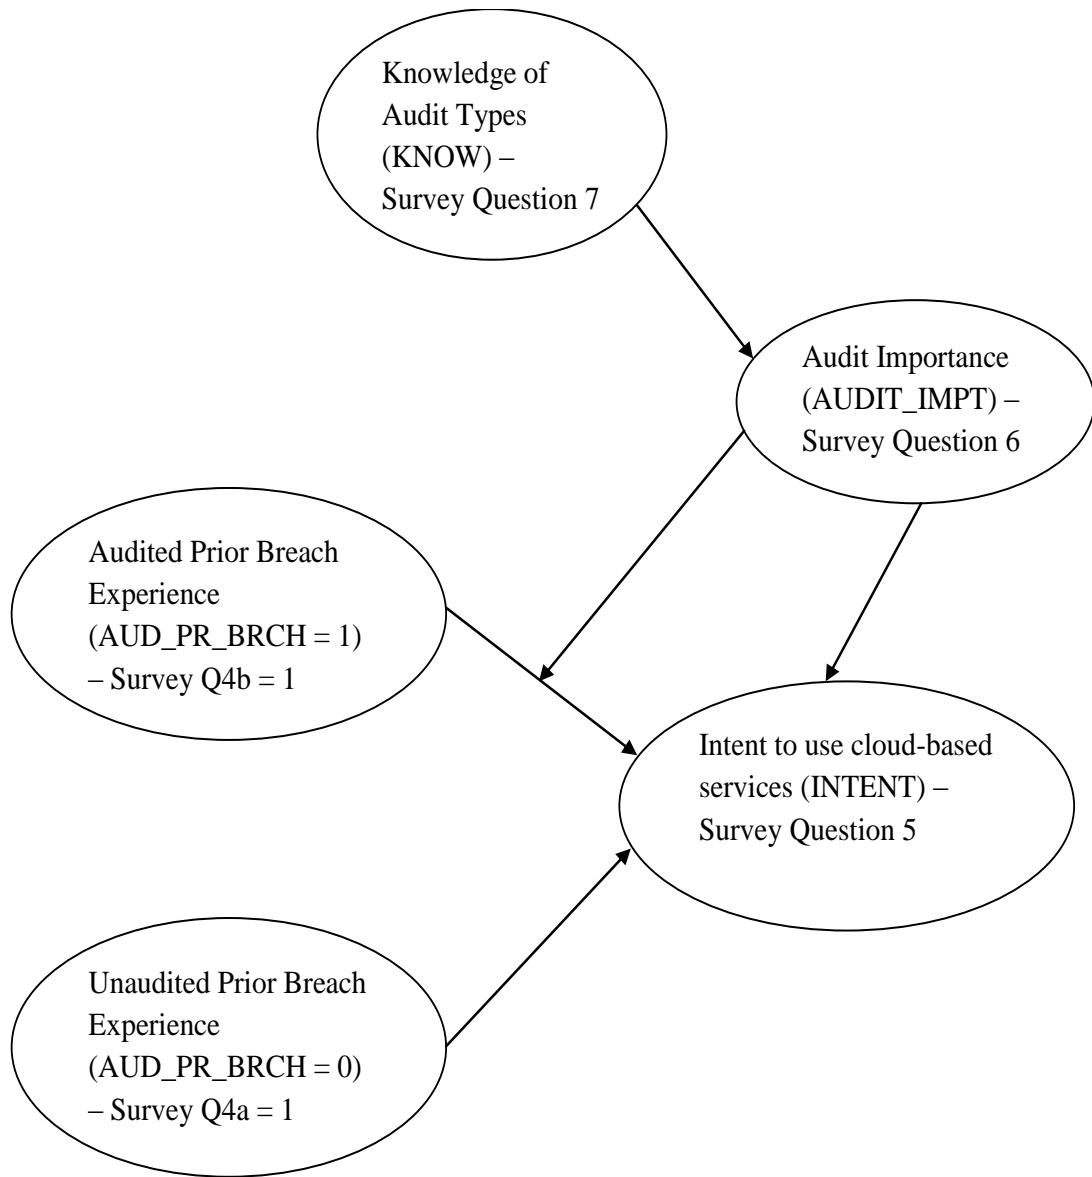 Knowledge of
Audit Types
(KNOW) –
Survey Question 7
Audit Importance
(AUDIT_IMPT) –
Survey Question 6
Audited Prior Breach
Experience
(AUD_PR_BRCH = 1)
– Survey Q4b = 1
Intent to use cloud-based
services (INTENT) –
Survey Question 5
Unaudited Prior Breach
Experience
(AUD_PR_BRCH = 0)
– Survey Q4a = 1